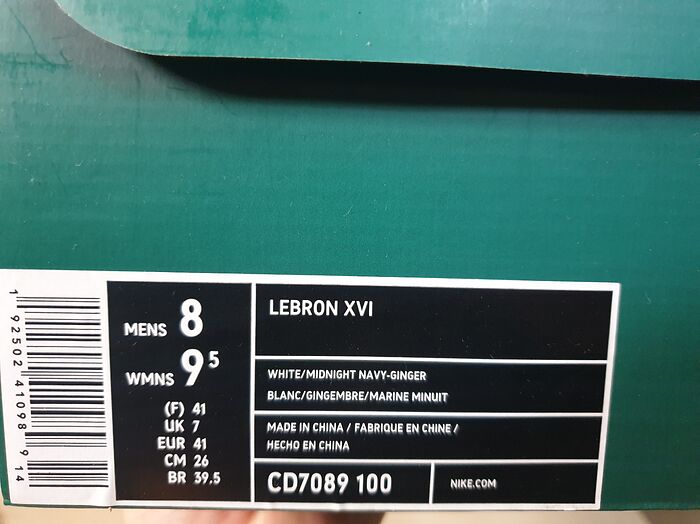 1 92502 41098 9 14
MENS 8
WMNS 9.5
(F) 41
UK 7
EUR 41
CM 26
BR 39.5
LEBRON XVI
WHITE/MIDNIGHT NAVY-GINGER
BLANC/GINGEMBRE/MARINE MINUIT
MADE IN CHINA / FABRIQUE EN CHINE /
HECHO EN CHINA
CD7089 100
NIKE.COM